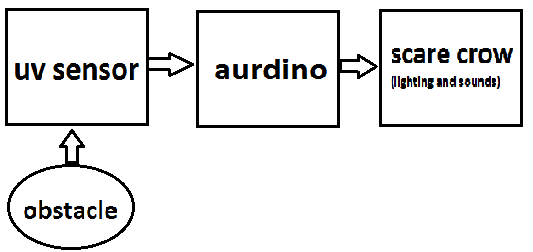 uv sensor
aurdino
scare crow
(lighting and sounds)
obstacle